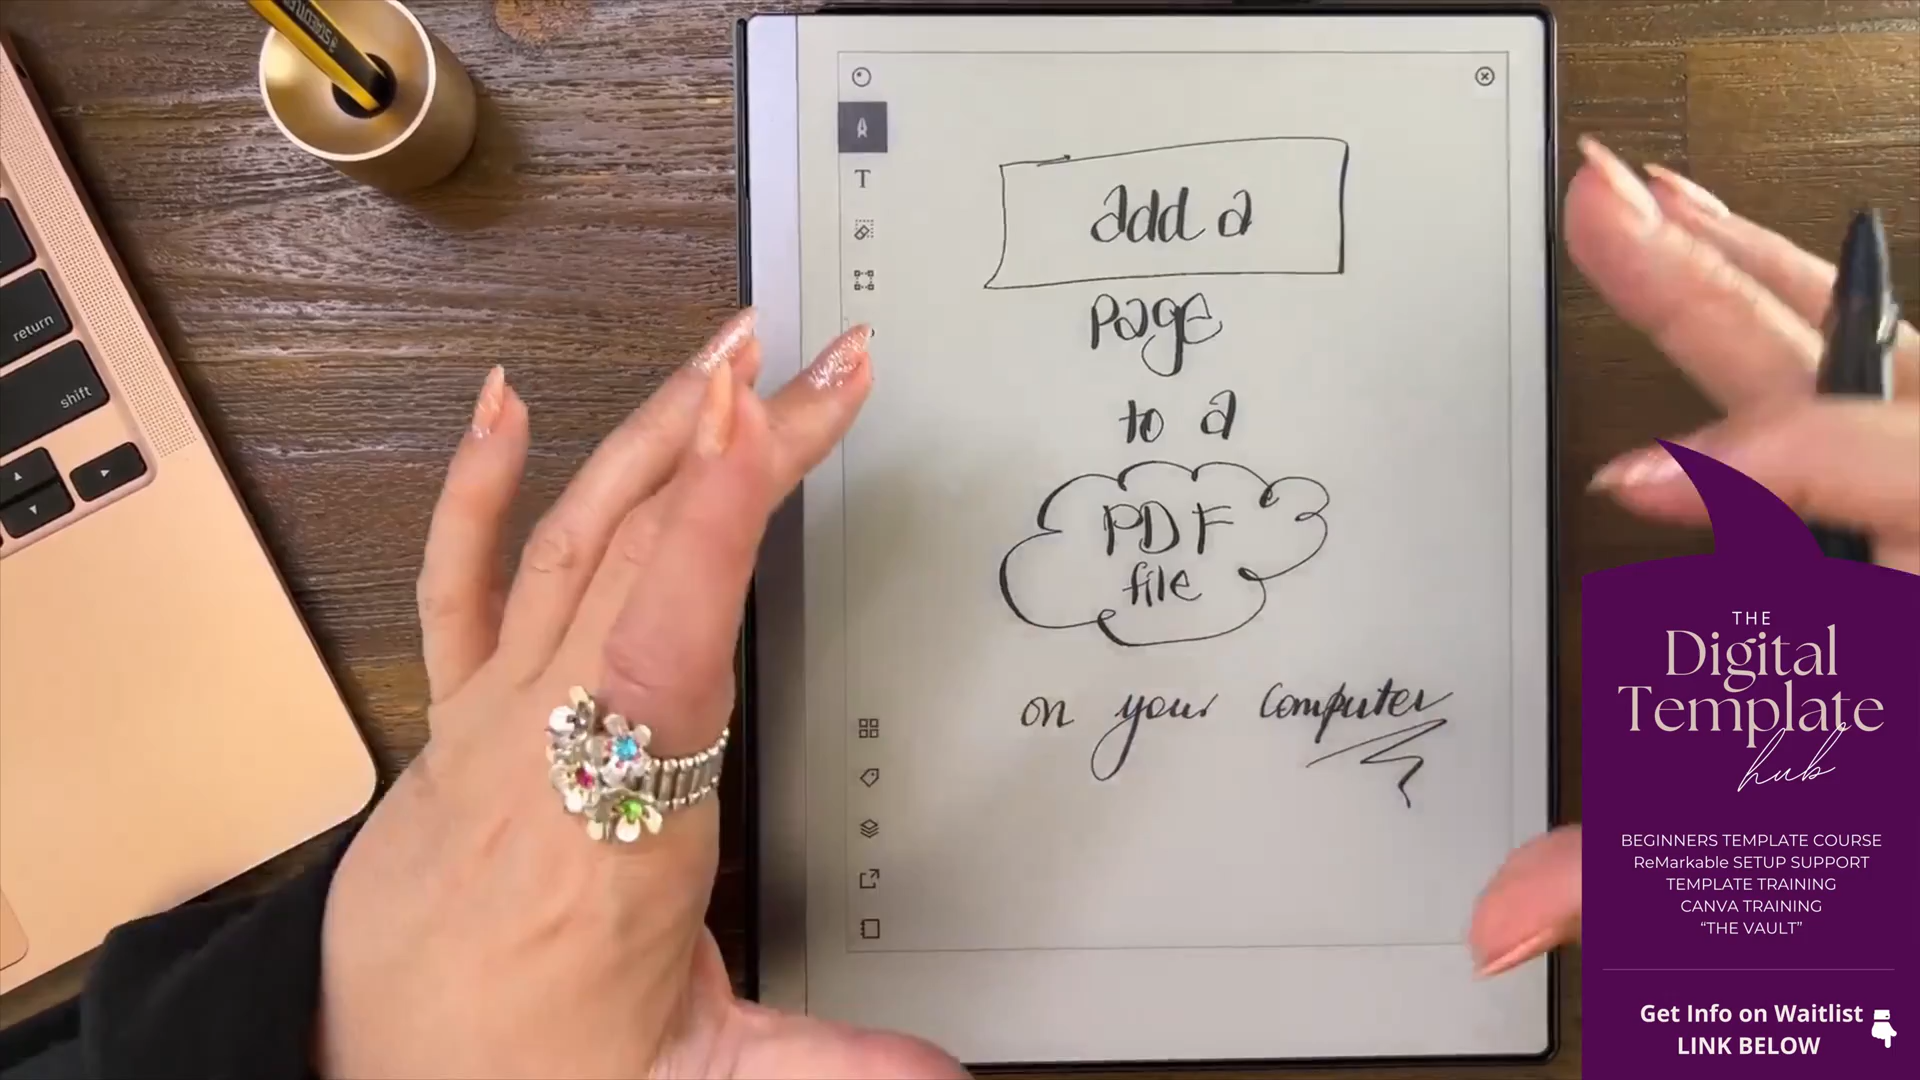 STAEDTLER
return
shift
T
add a
page
to a
PDF
file
on your computer
THE
Digital
Template
hub
BEGINNERS TEMPLATE COURSE
ReMarkable SETUP SUPPORT
TEMPLATE TRAINING
CANVA TRAINING
“THE VAULT”
Get Info on Waitlist
LINK BELOW